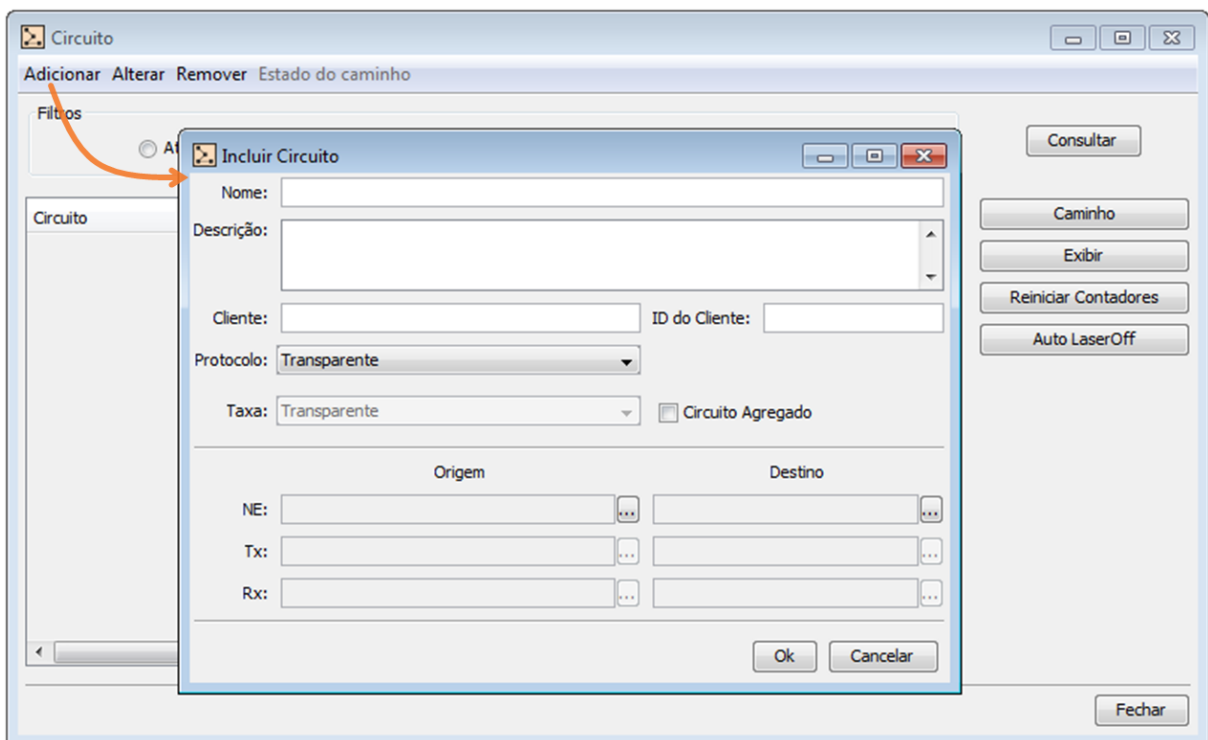 Circuito
Adicionar Alterar Remover Estado do caminho
Filtros
Consultar
Incluir Circuito
Nome:
Circuito
Caminho
Descrição:
Exibir
Reiniciar Contadores
Cliente:
ID do Cliente:
Auto LaserOff
Protocolo: Transparente
Taxa: Transparente
Circuito Agregado
Origem
Destino
NE: ... ...
Tx: ... ...
Rx: ... ...
Ok
Cancelar
Fechar